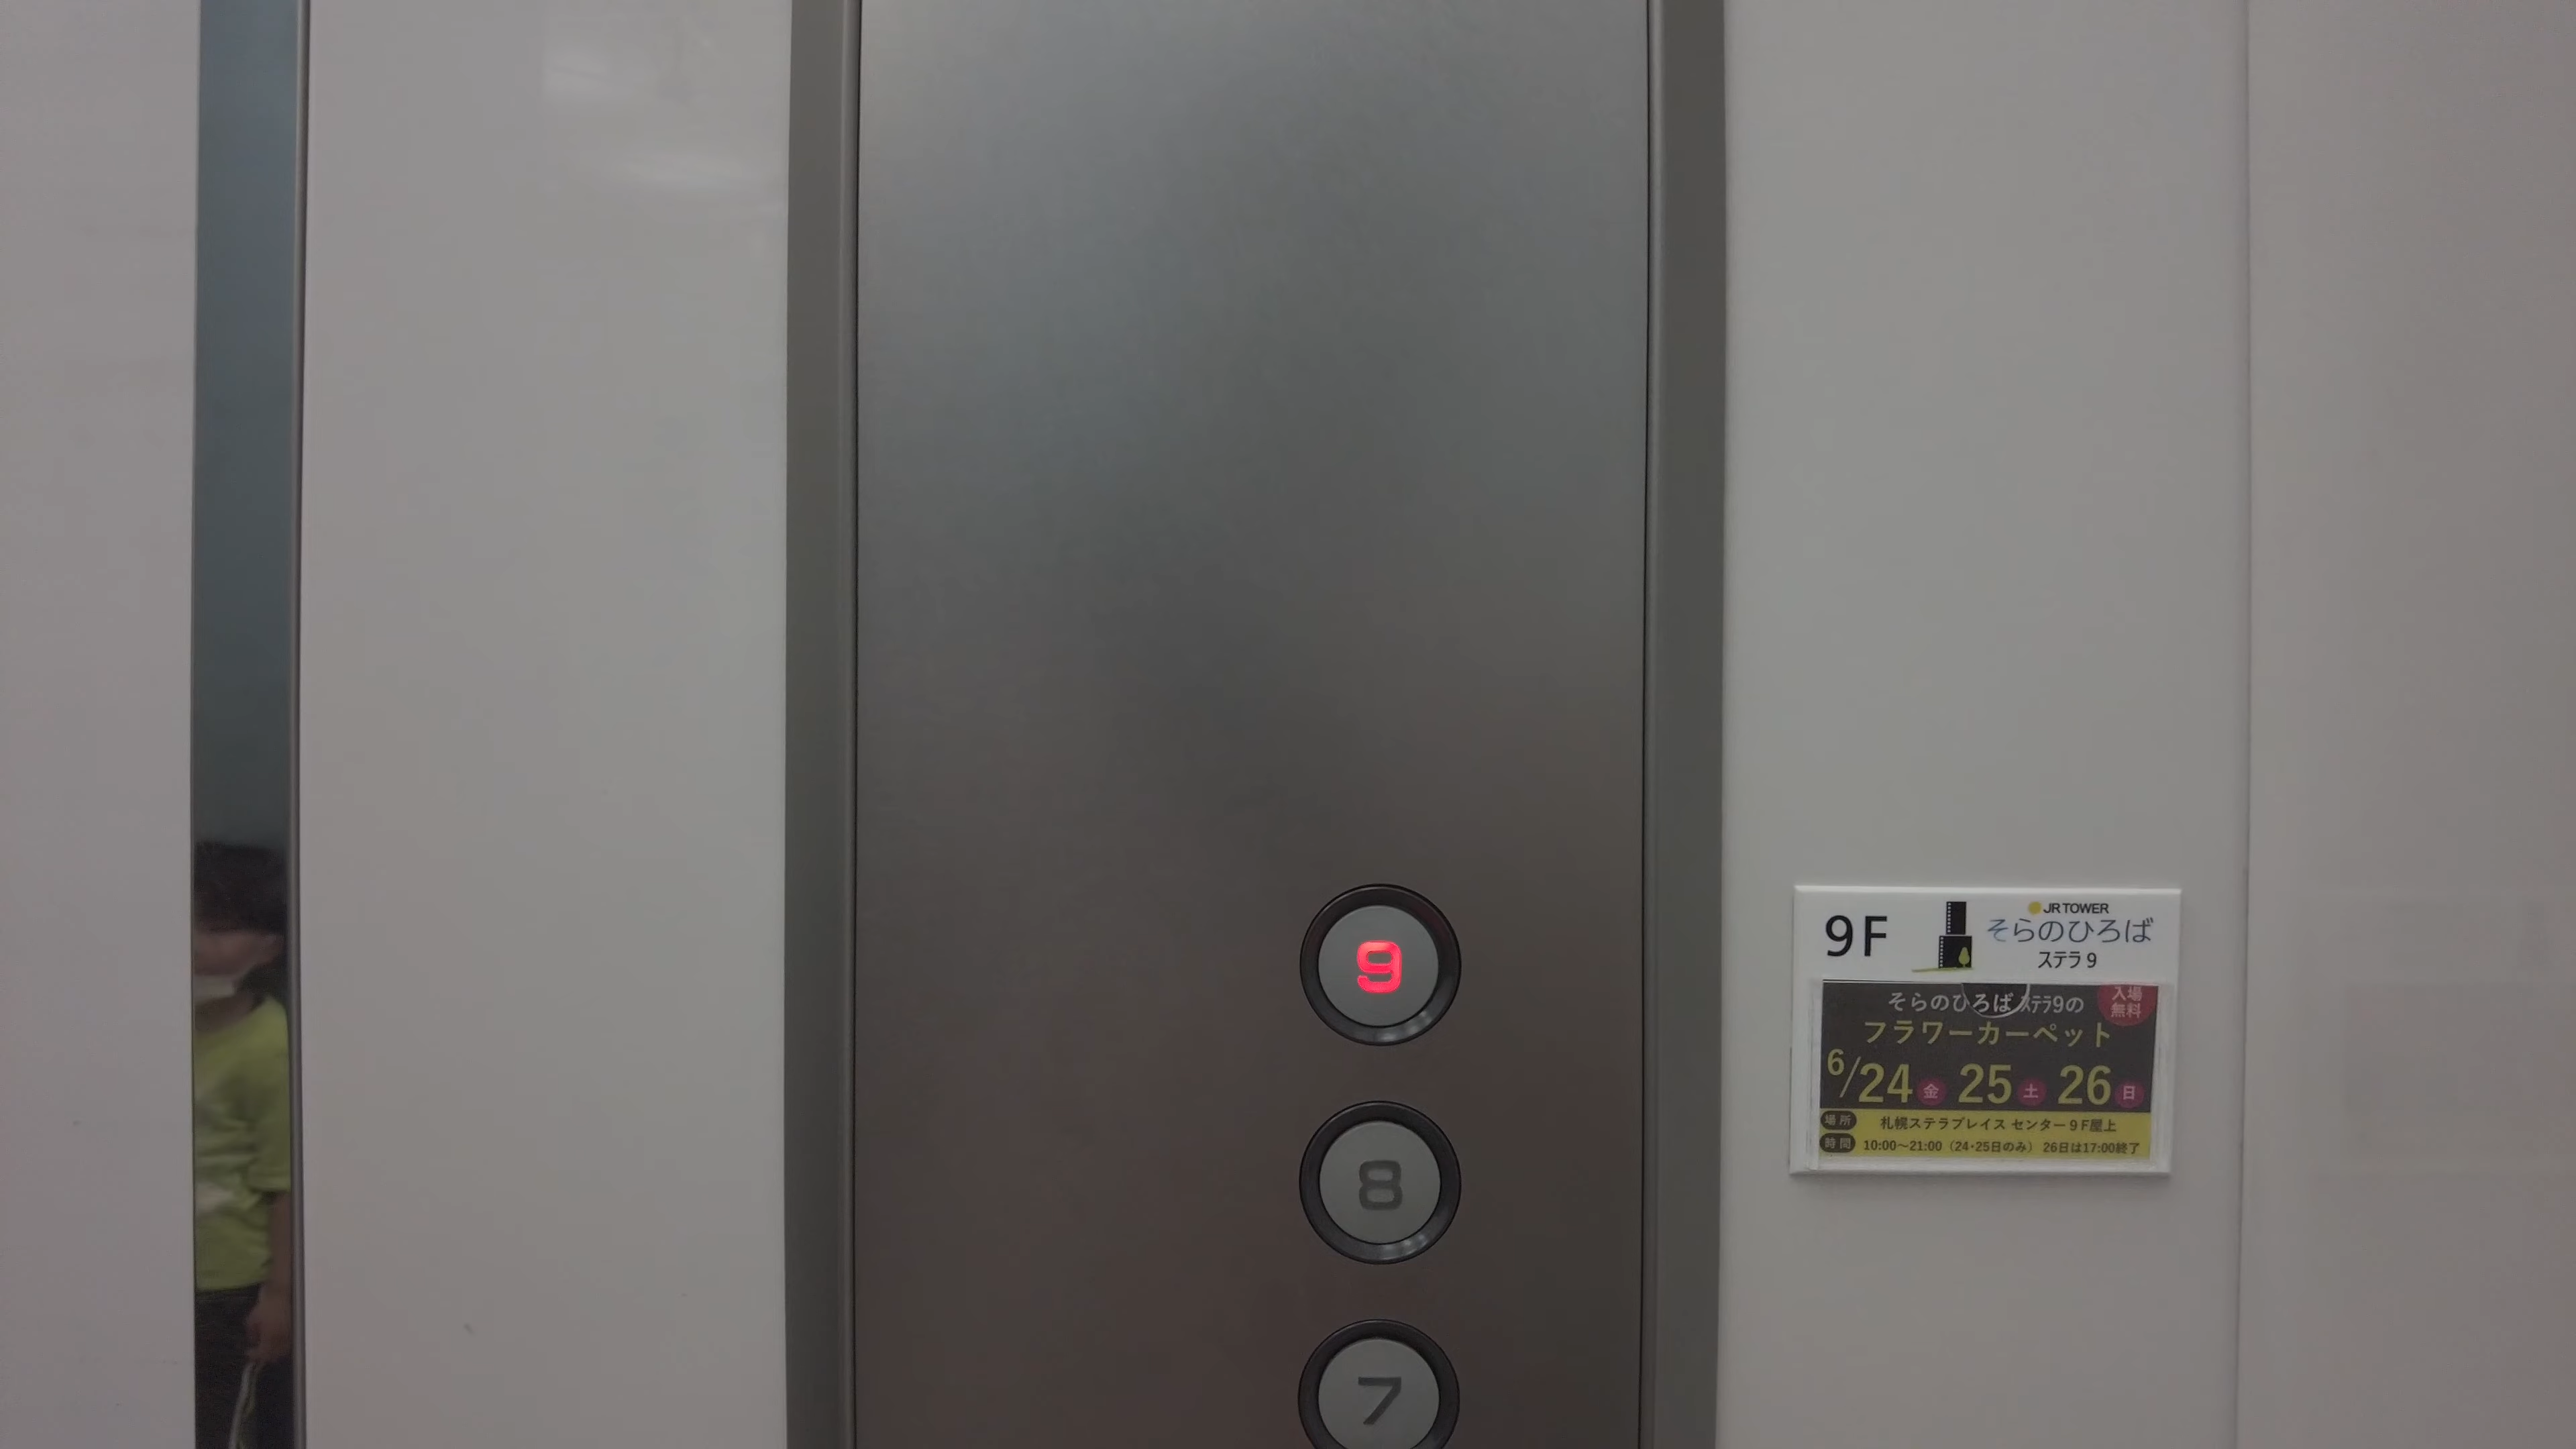 9
8
7
9F
JR TOWER
そらのひろば
ステラ9
そらのひろば ステラ9の
入場
無料
フラワーカーペット
6/24 金 25 土 26 日
場所 札幌ステラプレイス センター9F屋上
時間 10:00～21:00（24・25日のみ） 26日は17:00終了